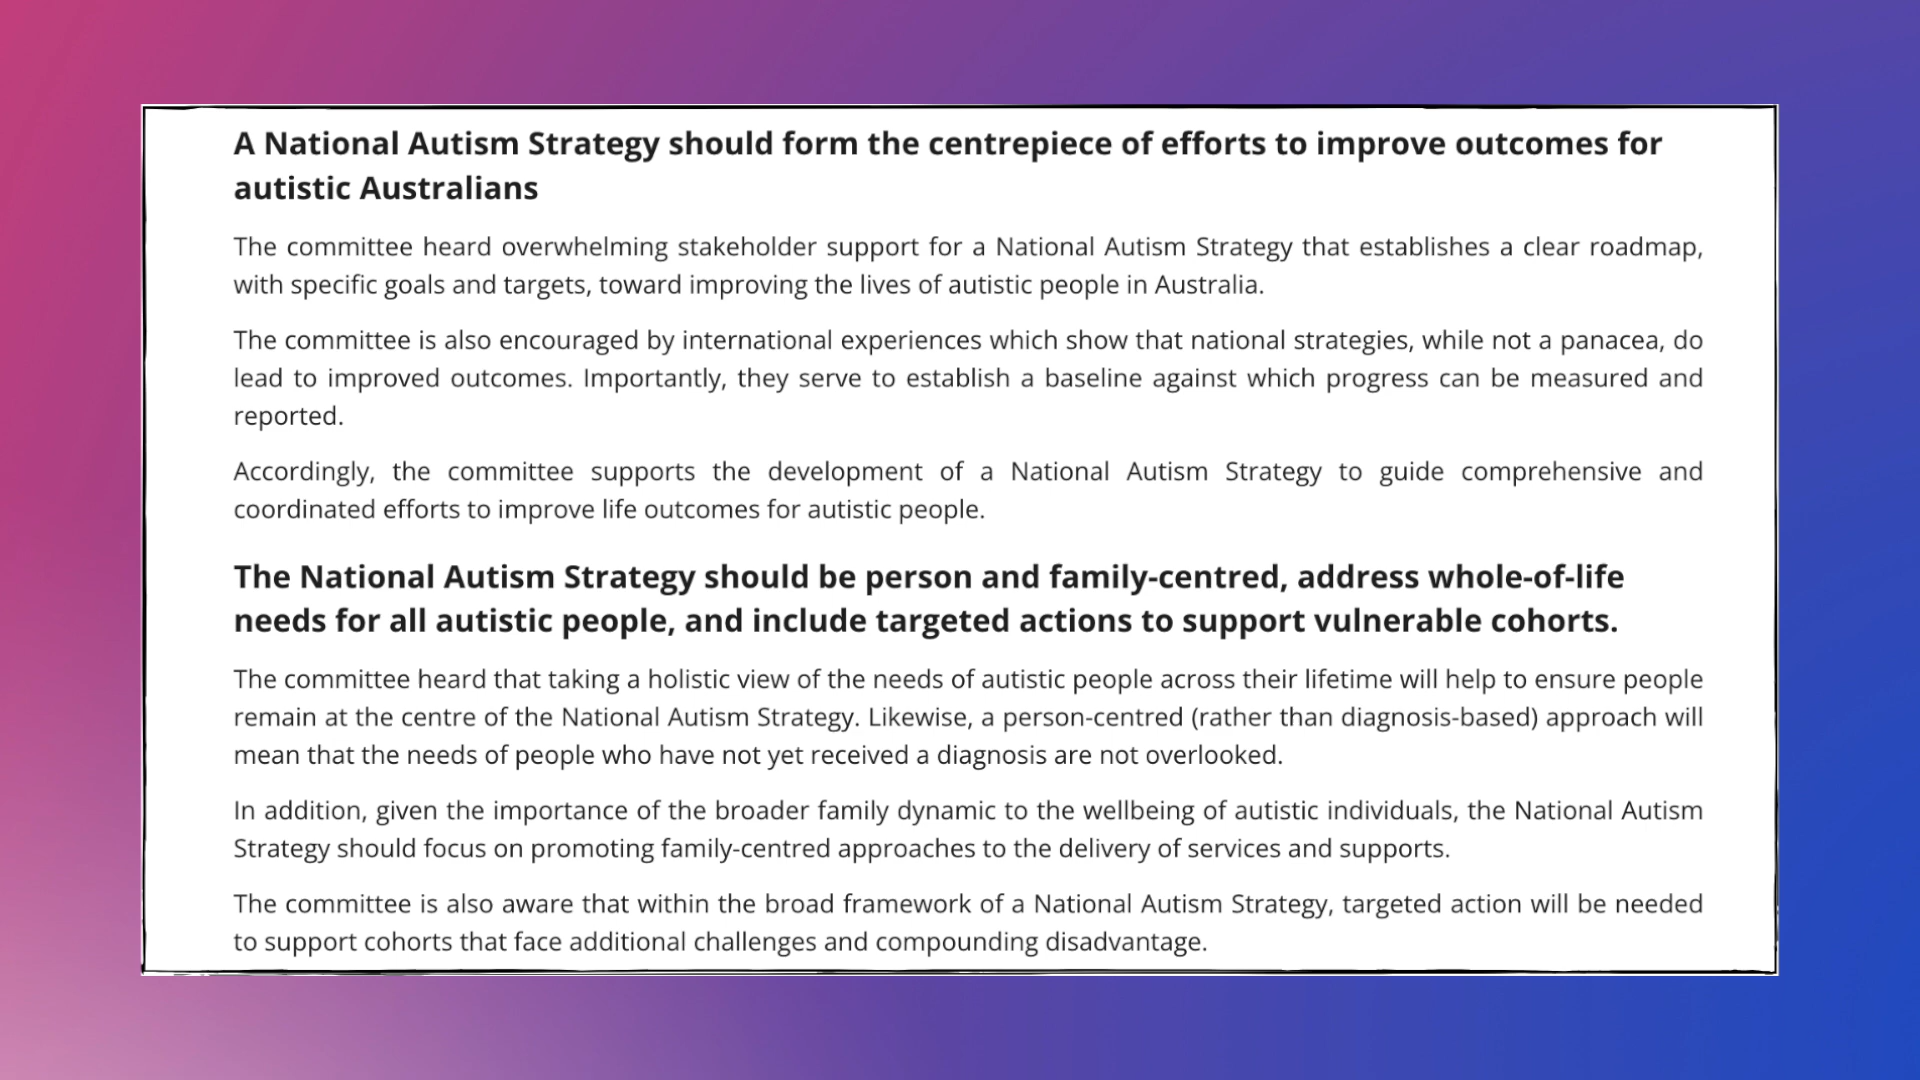 A National Autism Strategy should form the centrepiece of efforts to improve outcomes for
autistic Australians
The committee heard overwhelming stakeholder support for a National Autism Strategy that establishes a clear roadmap,
with specific goals and targets, toward improving the lives of autistic people in Australia.
The committee is also encouraged by international experiences which show that national strategies, while not a panacea, do
lead to improved outcomes. Importantly, they serve to establish a baseline against which progress can be measured and
reported.
Accordingly, the committee supports the development of a National Autism Strategy to guide comprehensive and
coordinated efforts to improve life outcomes for autistic people.
The National Autism Strategy should be person and family-centred, address whole-of-life
needs for all autistic people, and include targeted actions to support vulnerable cohorts.
The committee heard that taking a holistic view of the needs of autistic people across their lifetime will help to ensure people
remain at the centre of the National Autism Strategy. Likewise, a person-centred (rather than diagnosis-based) approach will
mean that the needs of people who have not yet received a diagnosis are not overlooked.
In addition, given the importance of the broader family dynamic to the wellbeing of autistic individuals, the National Autism
Strategy should focus on promoting family-centred approaches to the delivery of services and supports.
The committee is also aware that within the broad framework of a National Autism Strategy, targeted action will be needed
to support cohorts that face additional challenges and compounding disadvantage.